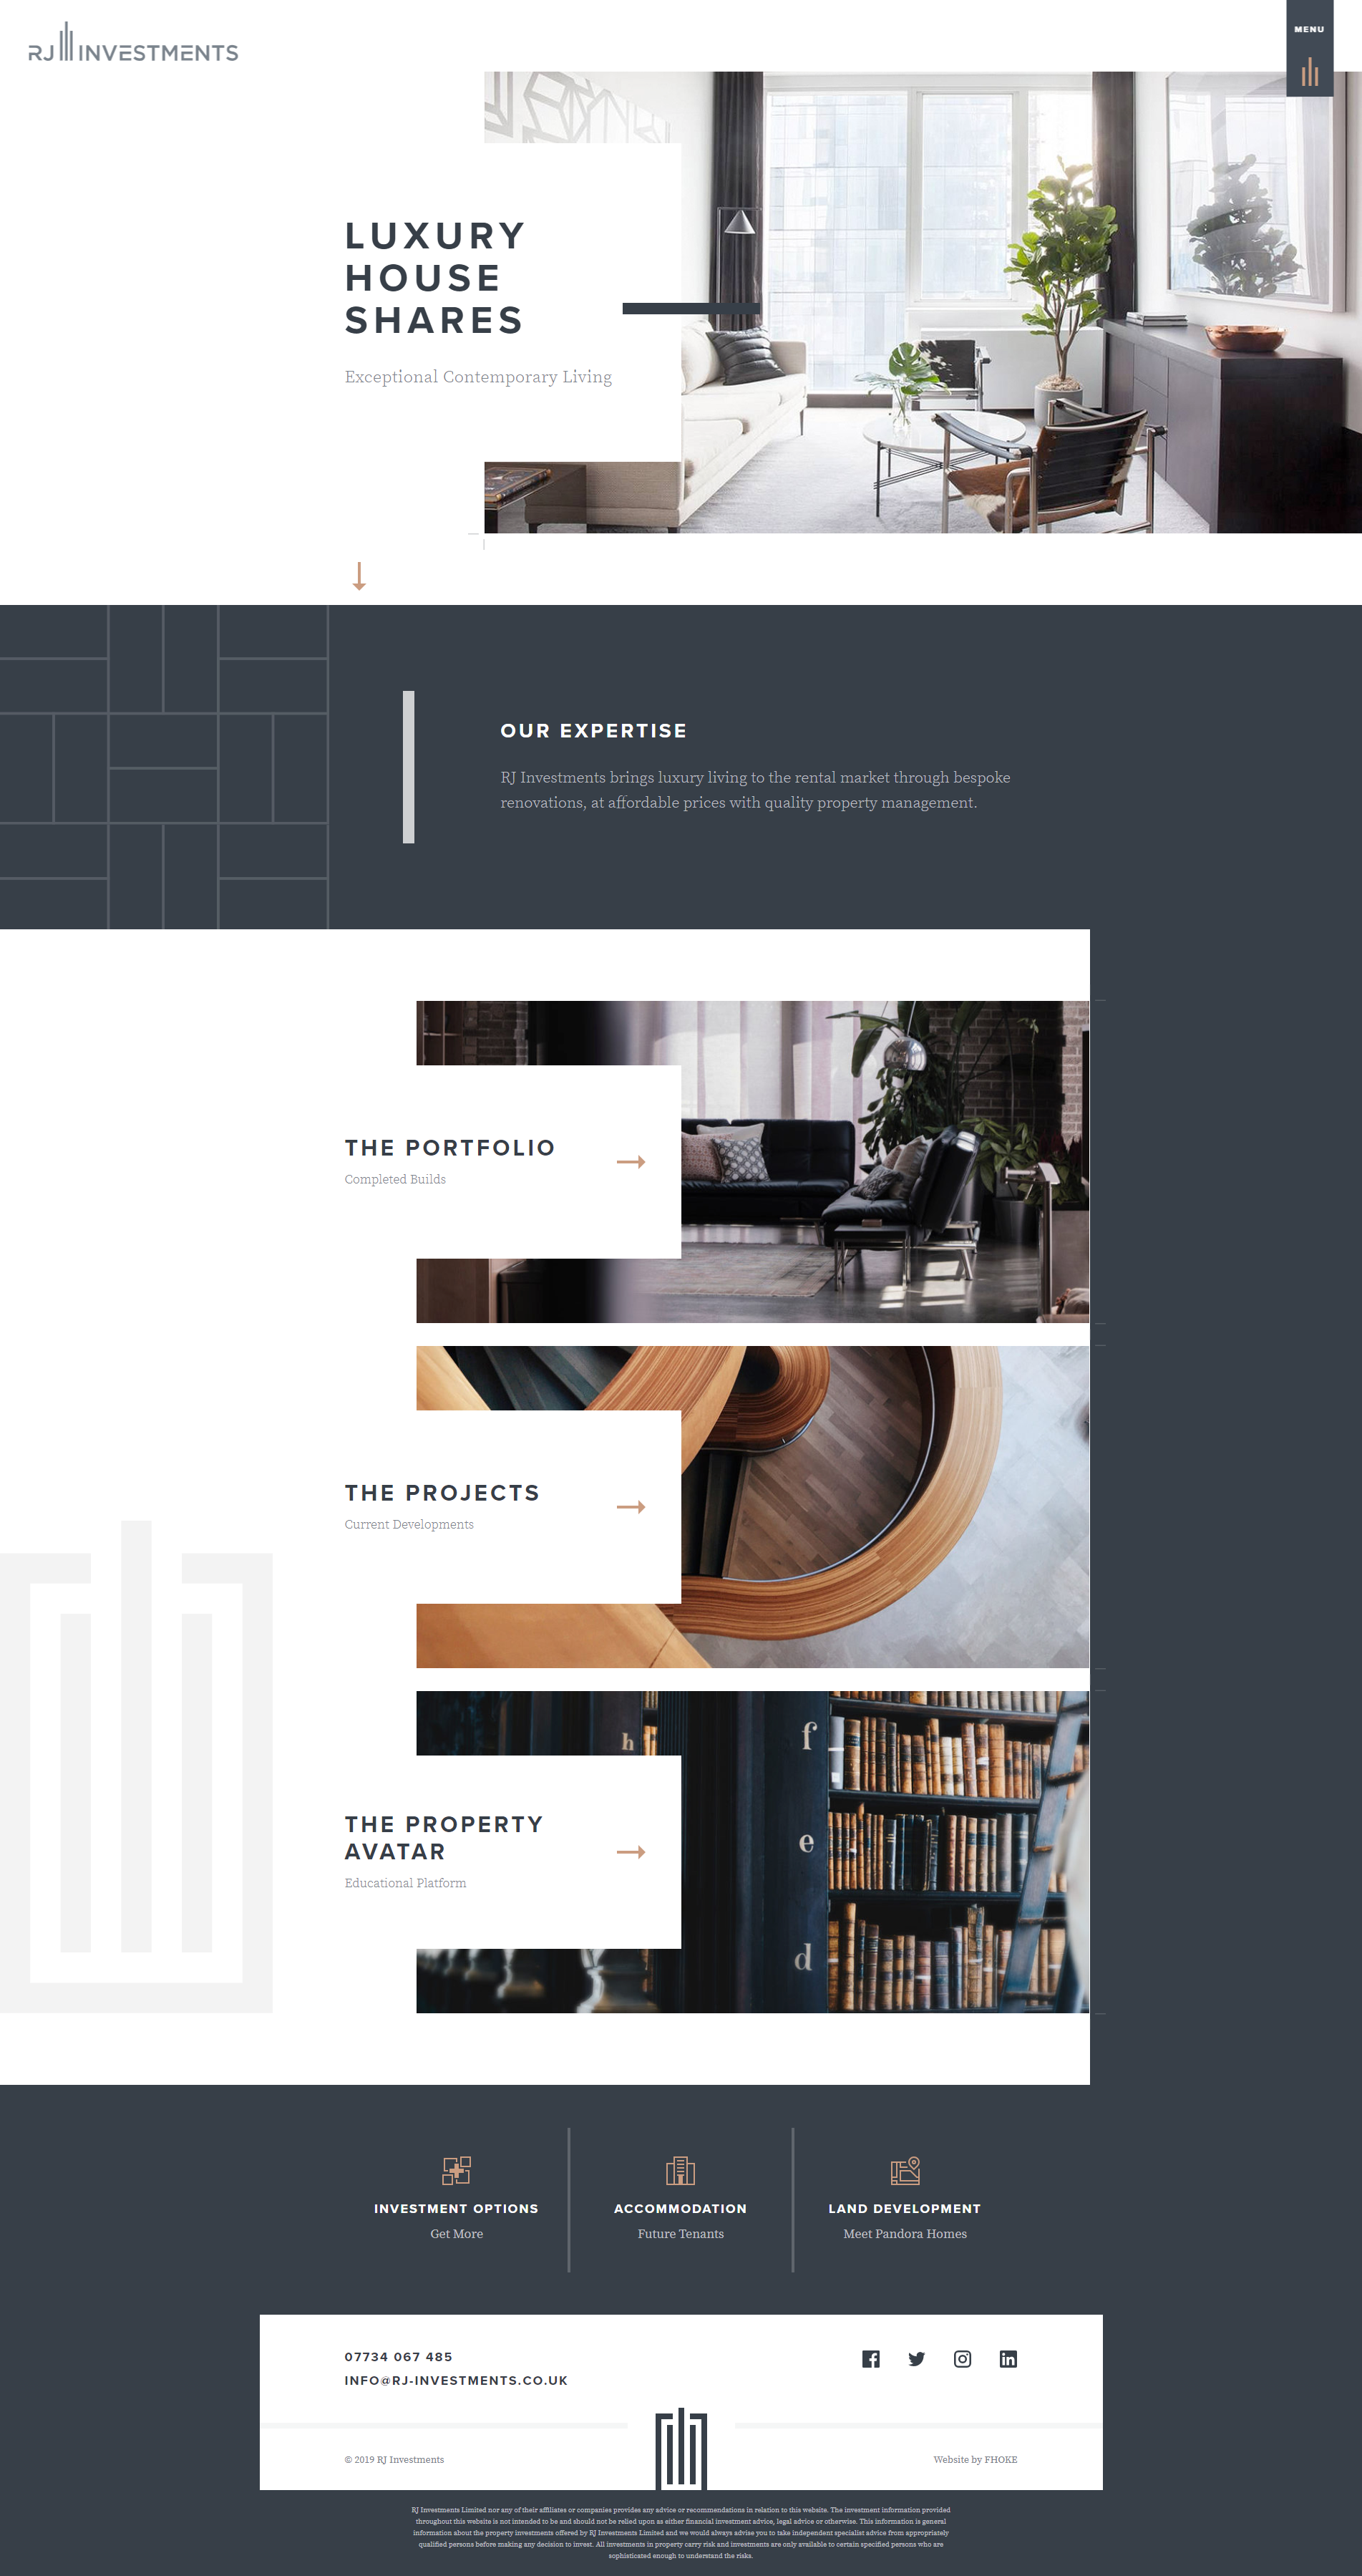 RJ INVESTMENTS
MENU
LUXURY
HOUSE
SHARES
Exceptional Contemporary Living
OUR EXPERTISE
RJ Investments brings luxury living to the rental market through bespoke
renovations, at affordable prices with quality property management.
THE PORTFOLIO
Completed Builds
THE PROJECTS
Current Developments
h
f
e
d
THE PROPERTY
AVATAR
Educational Platform
INVESTMENT OPTIONS
Get More
ACCOMMODATION
Future Tenants
LAND DEVELOPMENT
Meet Pandora Homes
07734 067 485
INFO@RJ-INVESTMENTS.CO.UK
© 2019 RJ Investments
Website by FHOKE
RJ Investments Limited nor any of their affiliates or companies provides any advice or recommendations in relation to this website. The investment information provided
throughout this website is not intended to be and should not be relied upon as either financial investment advice, legal advice or otherwise. This information is general
information about the property investments offered by RJ Investments Limited and we would always advise you to take independent specialist advice from appropriately
qualified persons before making any decision to invest. All investments in property carry risk and investments are only available to certain specified persons who are
sophisticated enough to understand the risks.